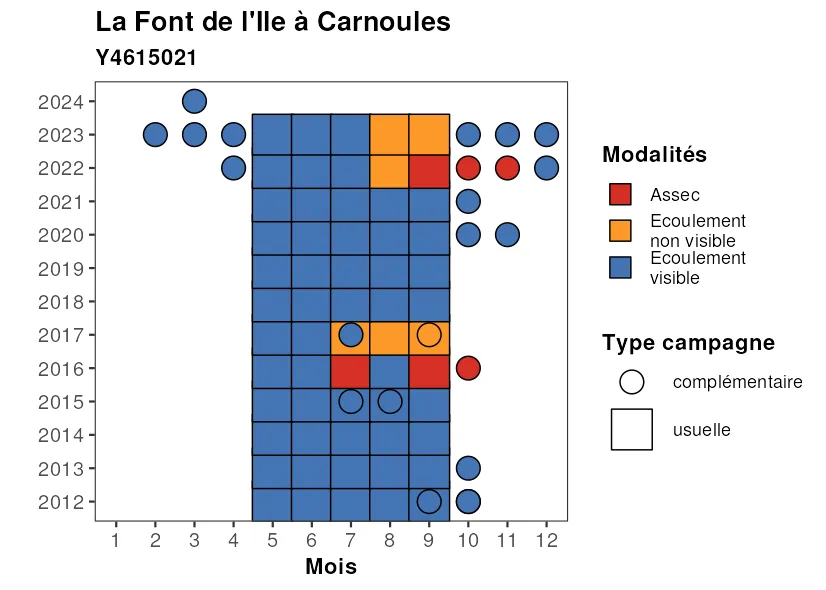 La Font de l'Ile à Carnoules
Y4615021
2024
2023
2022
2021
2020
2019
2018
2017
2016
2015
2014
2013
2012
1 2 3 4 5 6 7 8 9 10 11 12
Mois
Modalités
Assec
Ecoulement
non visible
Ecoulement
visible
Type campagne
complémentaire
usuelle